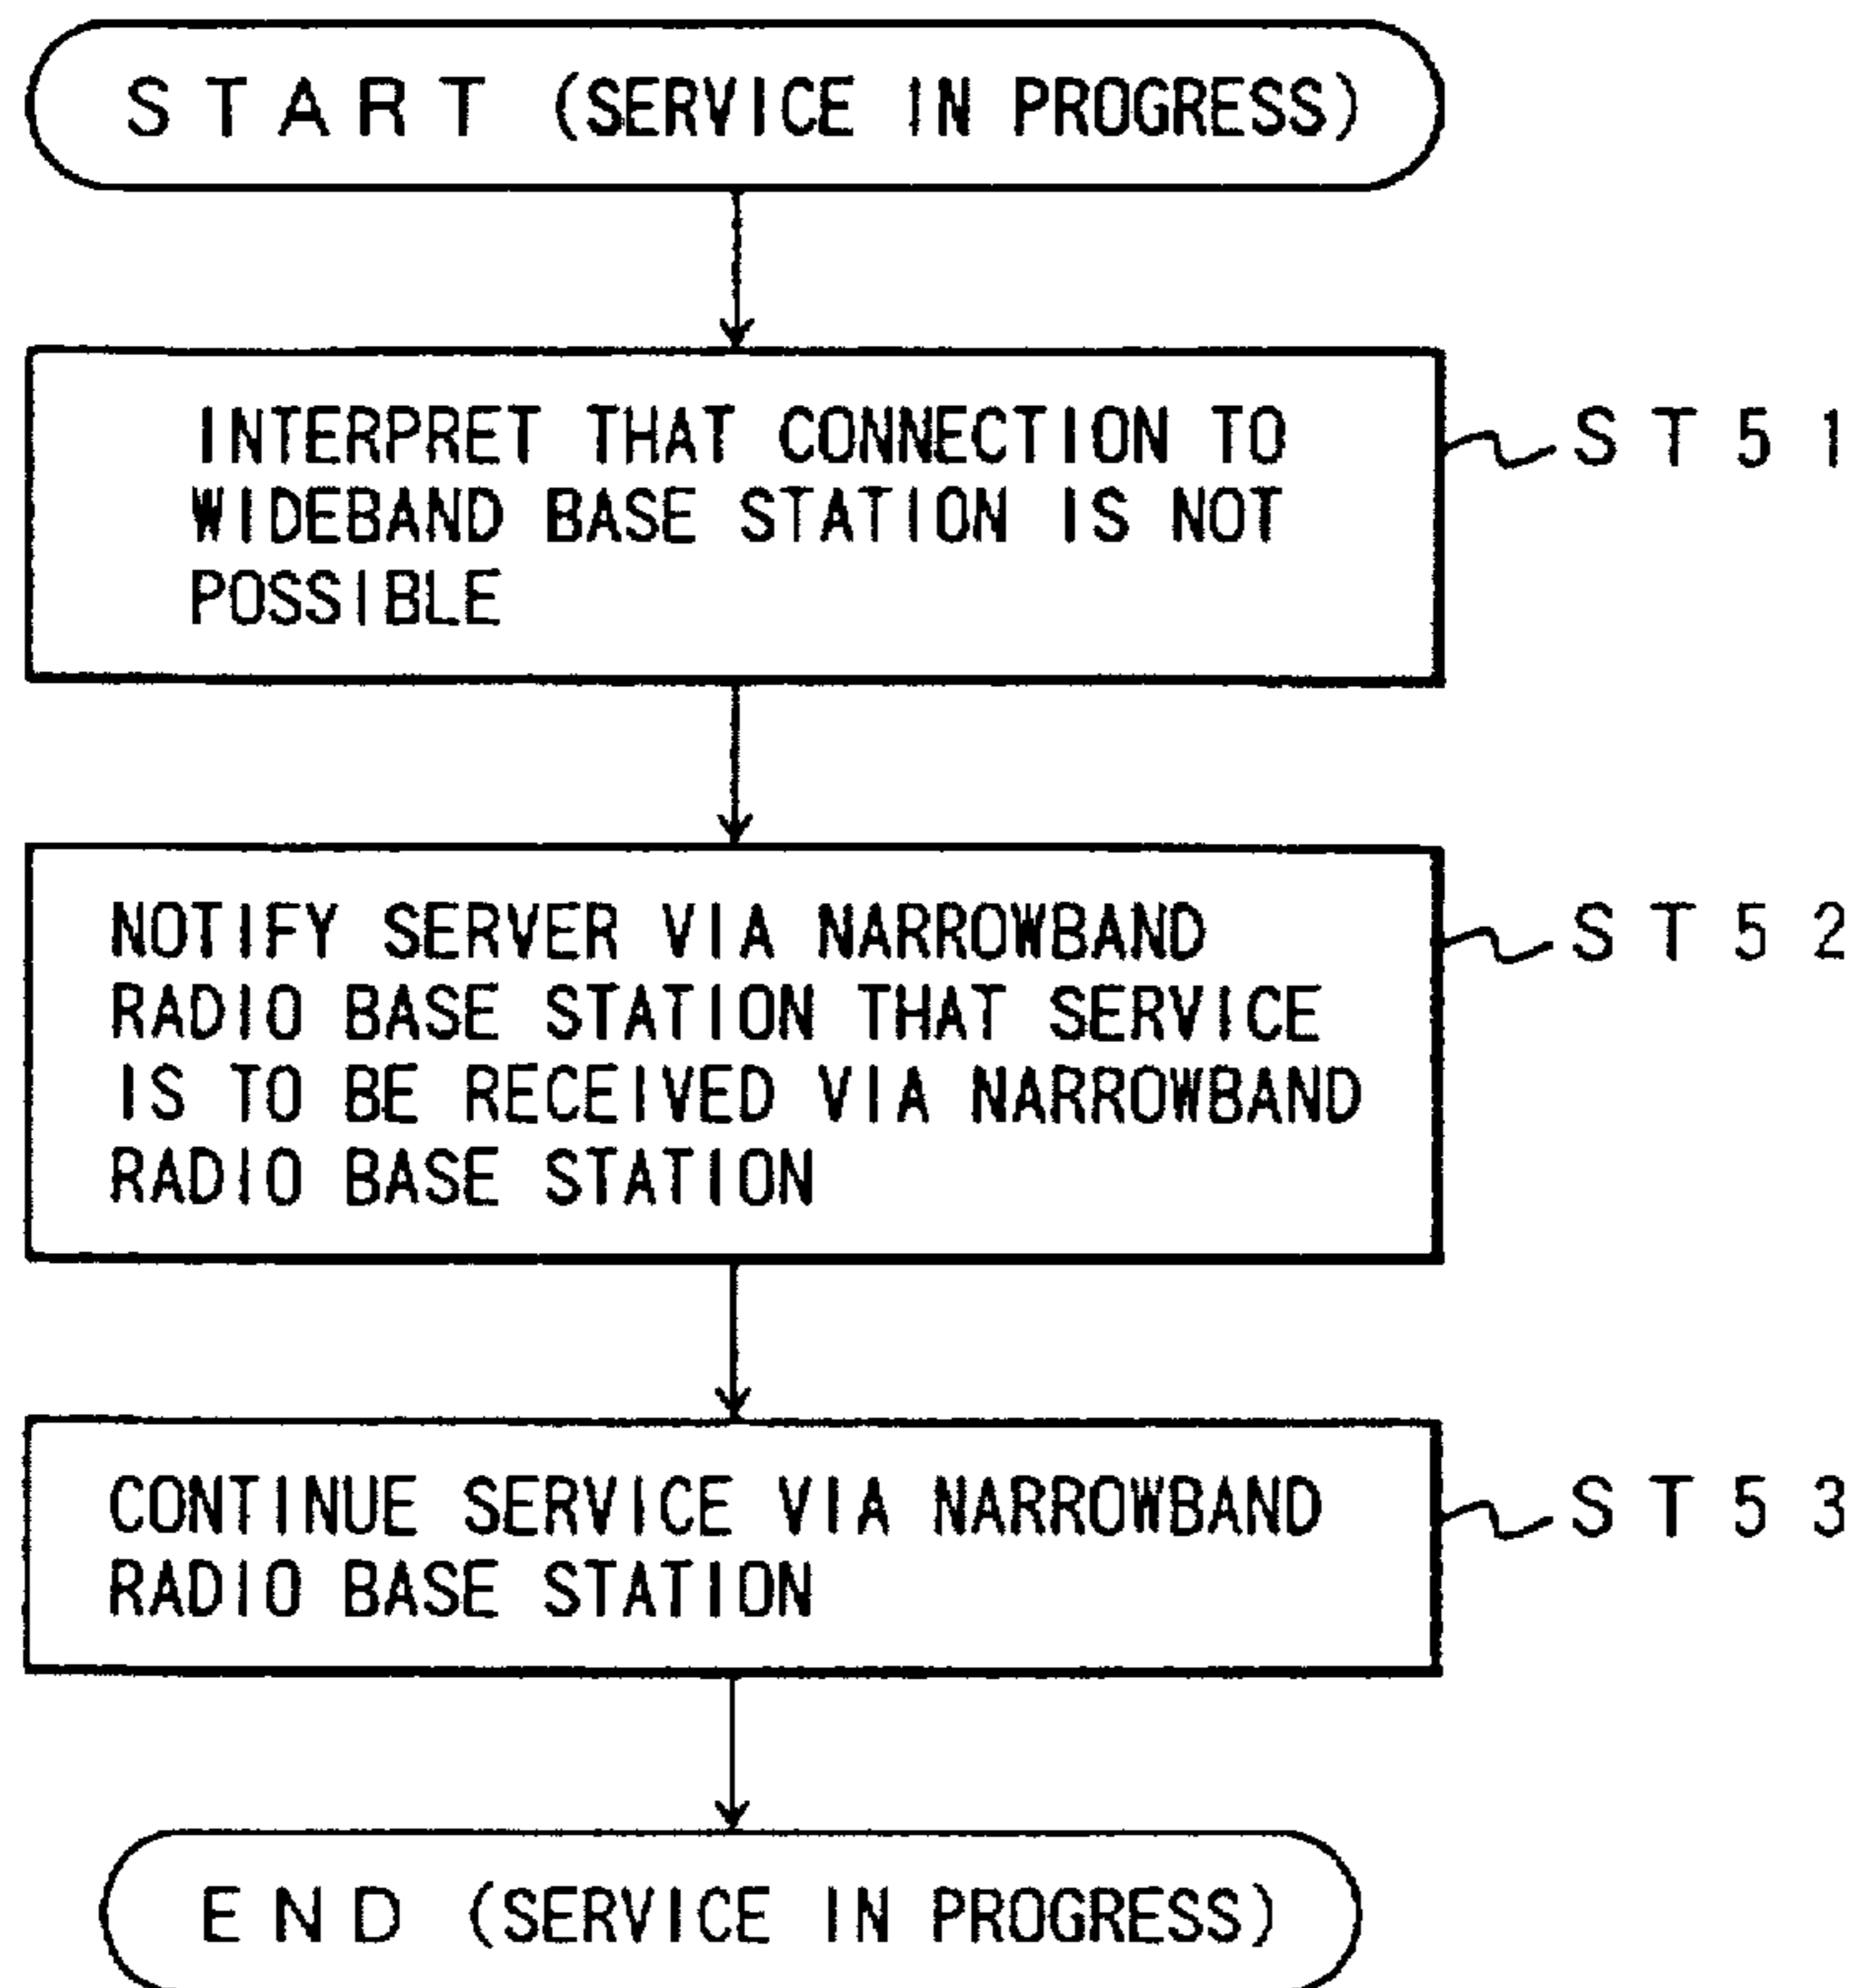 START (SERVICE IN PROGRESS)
INTERPRET THAT CONNECTION TO
WIDEBAND BASE STATION IS NOT
POSSIBLE
ST51
NOTIFY SERVER VIA NARROWBAND
RADIO BASE STATION THAT SERVICE
IS TO BE RECEIVED VIA NARROWBAND
RADIO BASE STATION
ST52
CONTINUE SERVICE VIA NARROWBAND
RADIO BASE STATION
ST53
END (SERVICE IN PROGRESS)